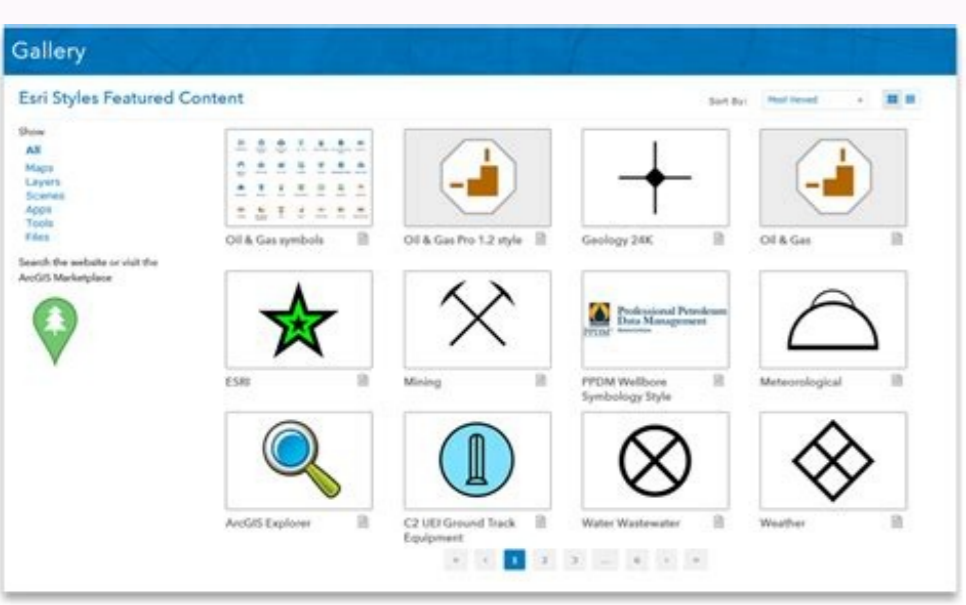 Gallery
Esri Styles Featured Content
Sort By:
Most Viewed
Show
All
Maps
Layers
Scenes
Apps
Tools
Files
Search the website or visit the
ArcGIS Marketplace
Oil & Gas symbols
Oil & Gas Pro 1.2 style
Geology 24K
Oil & Gas
Professional Petroleum
Data Management
PPDM
ESRI
Mining
PPDM Wellbore
Symbology Style
Meteorological
ArcGIS Explorer
C2 UEI Ground Track
Equipment
Water Wastewater
Weather
« ‹ 1 2 3 ... 6 › »